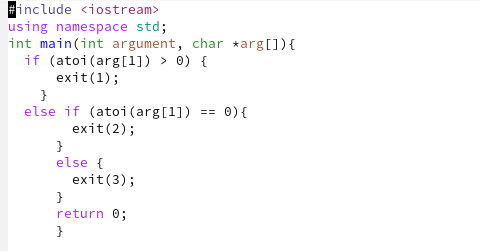 #include <iostream>
using namespace std;
int main(int argument, char *arg[]){
  if (atoi(arg[1]) > 0) {
      exit(1);
    }
  else if (atoi(arg[1]) == 0){
        exit(2);
      }
      else {
        exit(3);
      }
      return 0;
      }